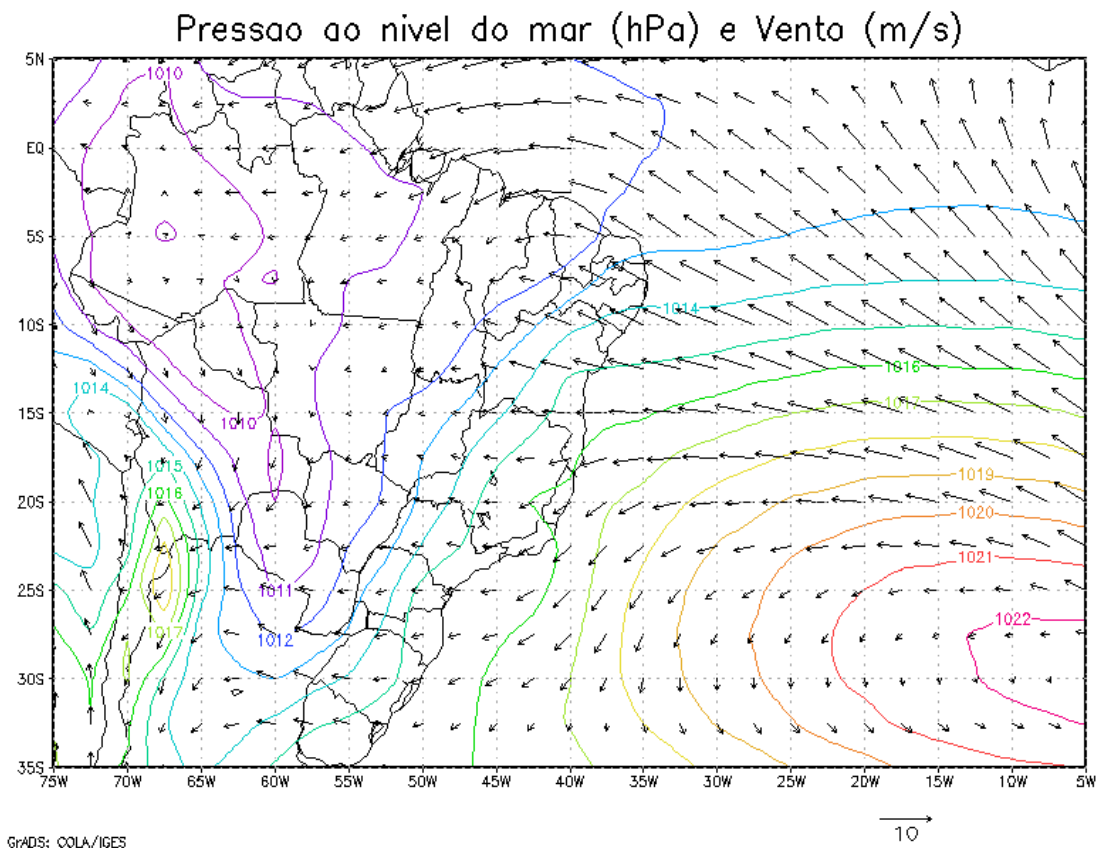 Pressao ao nivel do mar (hPa) e Vento (m/s)
5N
1010
EQ
5S
10S
1014
1016
1014
15S
1010
1017
1015
1016
1019
20S
1020
1021
25S
1011
1022
1017
1012
30S
35S
75W 70W 65W 60W 55W 50W 45W 40W 35W 30W 25W 20W 15W 10W 5W
10
GrADS: COLA/IGES